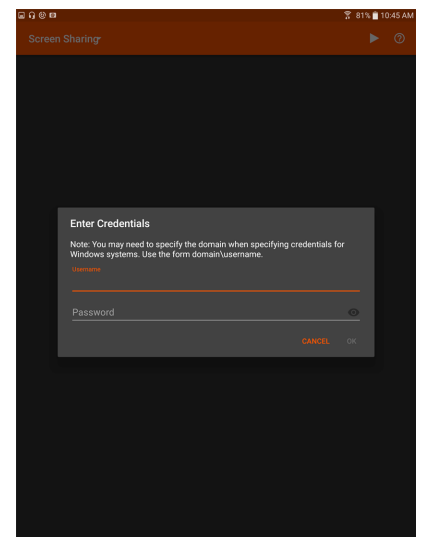 81% 10:45 AM
Screen Sharing
Enter Credentials
Note: You may need to specify the domain when specifying credentials for
Windows systems. Use the form domain\username.
Username
Password
CANCEL OK